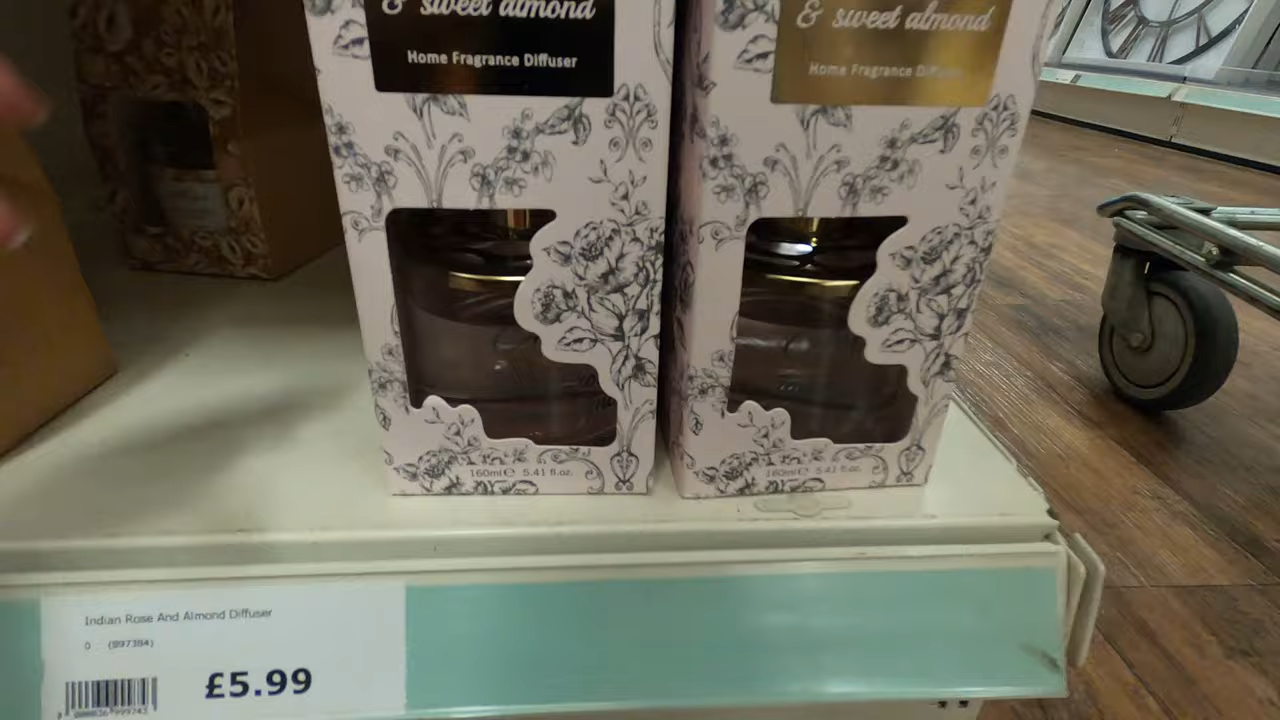 & sweet almond
Home Fragrance Diffuser
160ml℮ 5.41 fl.oz.
& sweet almond
Home Fragrance Diffuser
160ml℮ 5.41 fl.oz.
Indian Rose And Almond Diffuser
0 (997384)
£5.99